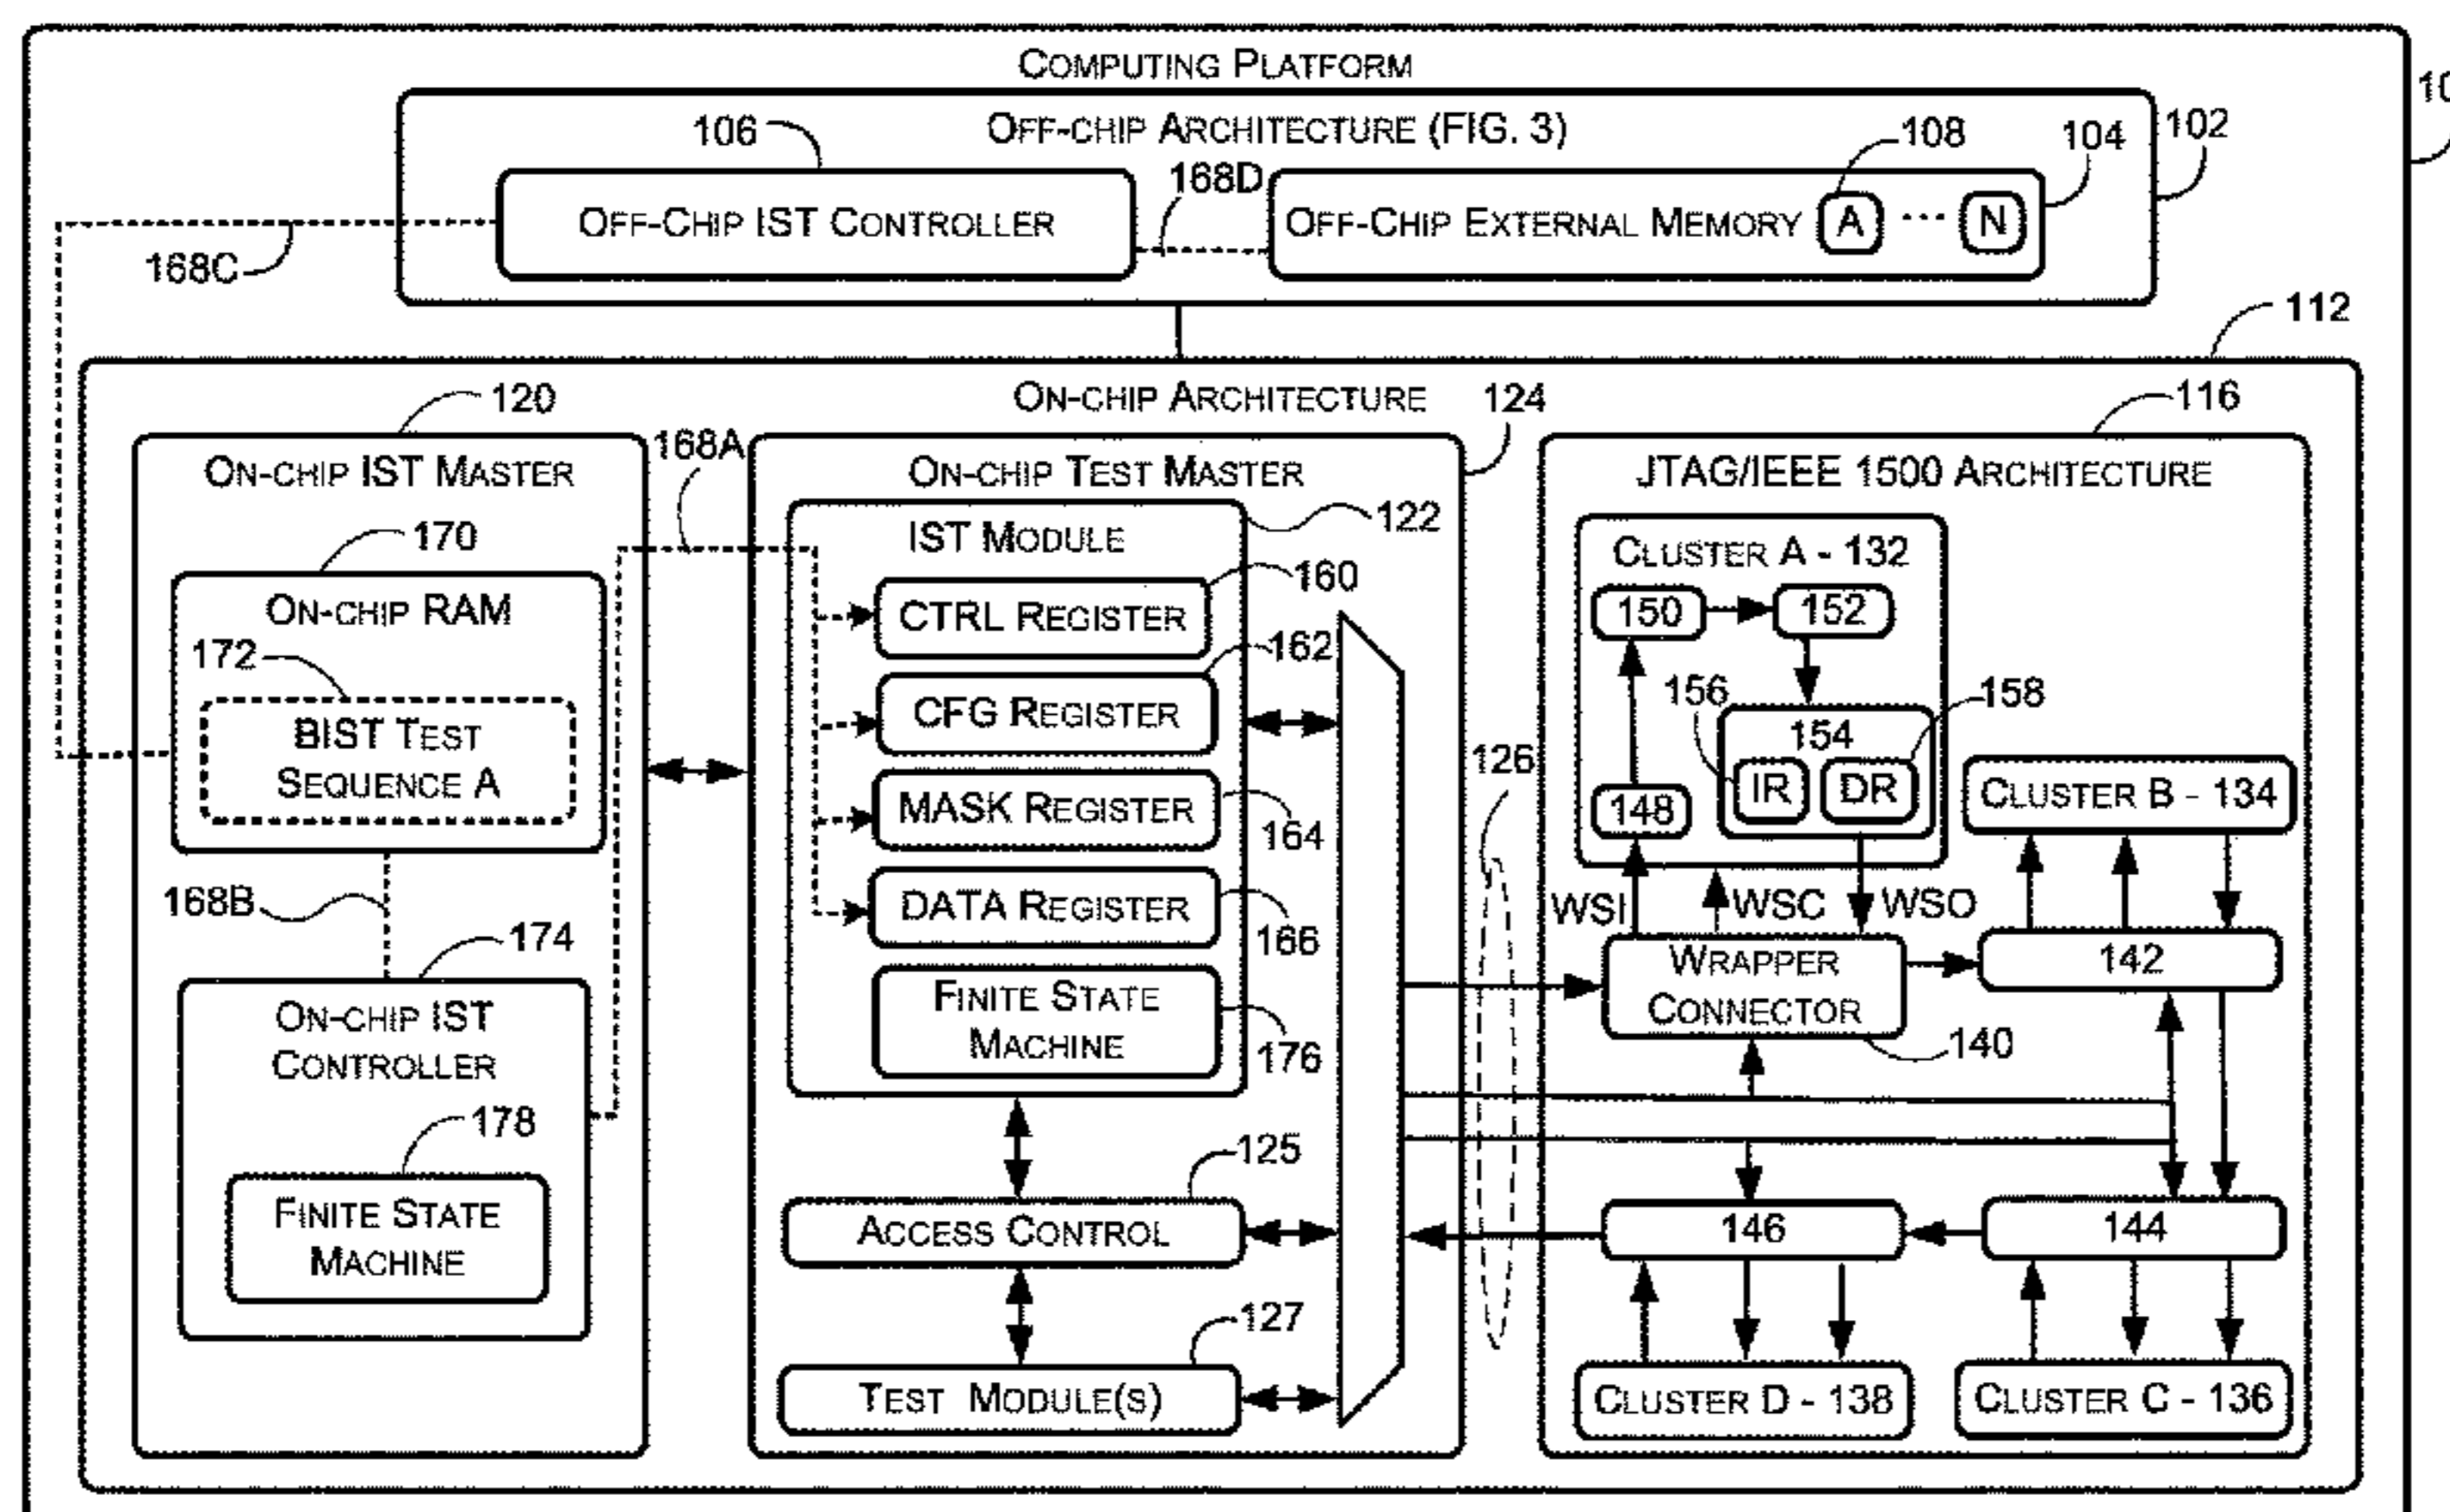 COMPUTING PLATFORM
OFF-CHIP ARCHITECTURE (FIG. 3)
106
108
104
102
168D
OFF-CHIP IST CONTROLLER
OFF-CHIP EXTERNAL MEMORY A ... N
168C
112
ON-CHIP ARCHITECTURE
120
124
116
168A
ON-CHIP IST MASTER
ON-CHIP TEST MASTER
JTAG/IEEE 1500 ARCHITECTURE
170
122
IST MODULE
CLUSTER A - 132
ON-CHIP RAM
160
CTRL REGISTER
150
152
172
162
BIST TEST
SEQUENCE A
CFG REGISTER
156
158
154
126
IR
DR
MASK REGISTER
164
148
CLUSTER B - 134
168B
DATA REGISTER
166
WSI
WSC
WSO
174
ON-CHIP IST
CONTROLLER
FINITE STATE
MACHINE
176
WRAPPER
CONNECTOR
140
142
178
FINITE STATE
MACHINE
125
ACCESS CONTROL
146
144
127
TEST MODULE(S)
CLUSTER D - 138
CLUSTER C - 136